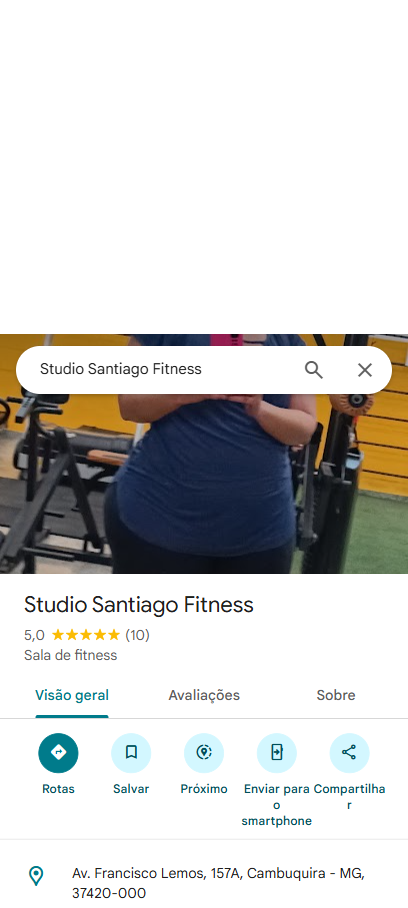 Studio Santiago Fitness
Studio Santiago Fitness
5,0 (10)
Sala de fitness
Visão geral Avaliações Sobre
Rotas Salvar Próximo Enviar para o smartphone Compartilhar
Av. Francisco Lemos, 157A, Cambuquira - MG,
37420-000